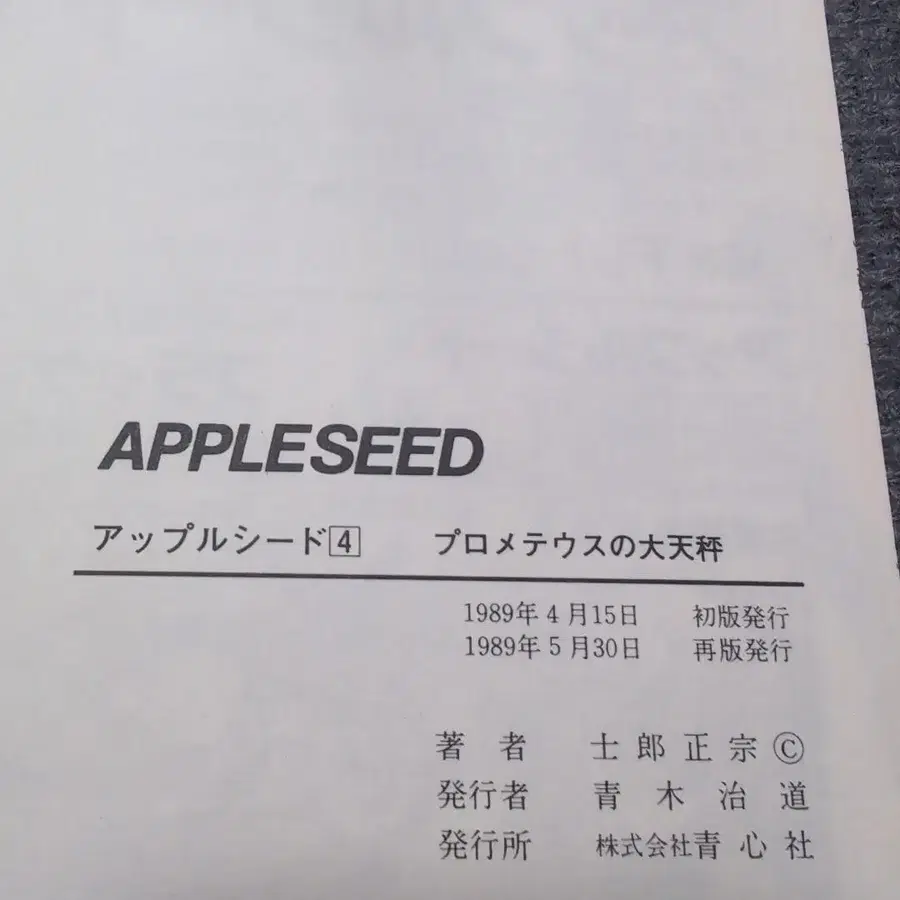 APPLESEED
アップルシード4 プロメテウスの大天秤
1989年4月15日 初版発行
1989年5月30日 再版発行
著者 士郎正宗©
発行者 青木治道
発行所 株式会社青心社